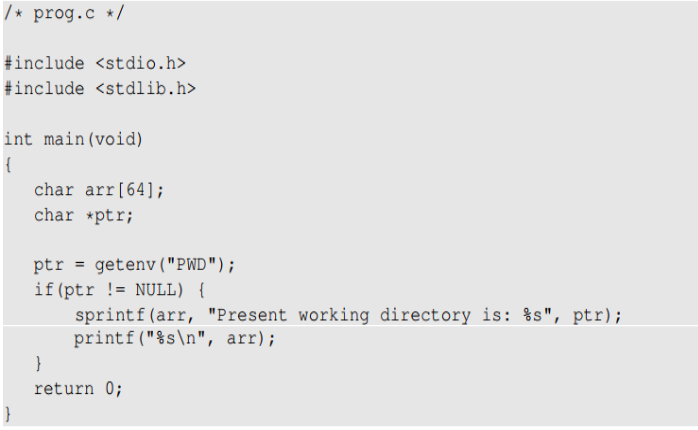 /* prog.c */
#include <stdio.h>
#include <stdlib.h>
int main(void)
{
char arr[64];
char *ptr;
ptr = getenv("PWD");
if(ptr != NULL) {
sprintf(arr, "Present working directory is: %s", ptr);
printf("%s\n", arr);
}
return 0;
}